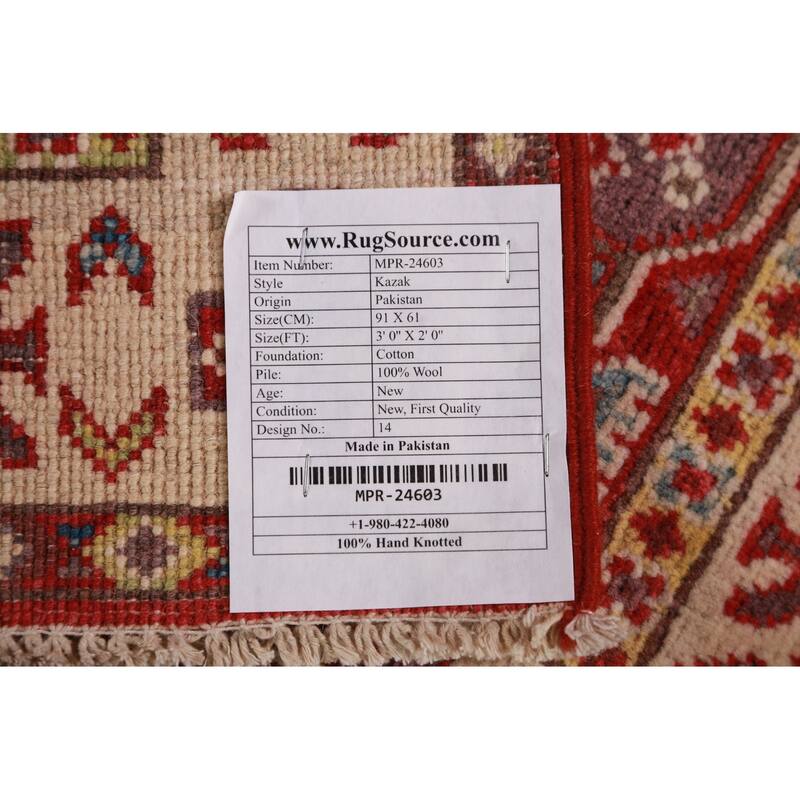 www.RugSource.com
Item Number: MPR-24603
Style Kazak
Origin Pakistan
Size(CM): 91 X 61
Size(FT): 3' 0" X 2' 0"
Foundation: Cotton
Pile: 100% Wool
Age: New
Condition: New, First Quality
Design No.: 14
Made in Pakistan
MPR-24603
+1-980-422-4080
100% Hand Knotted